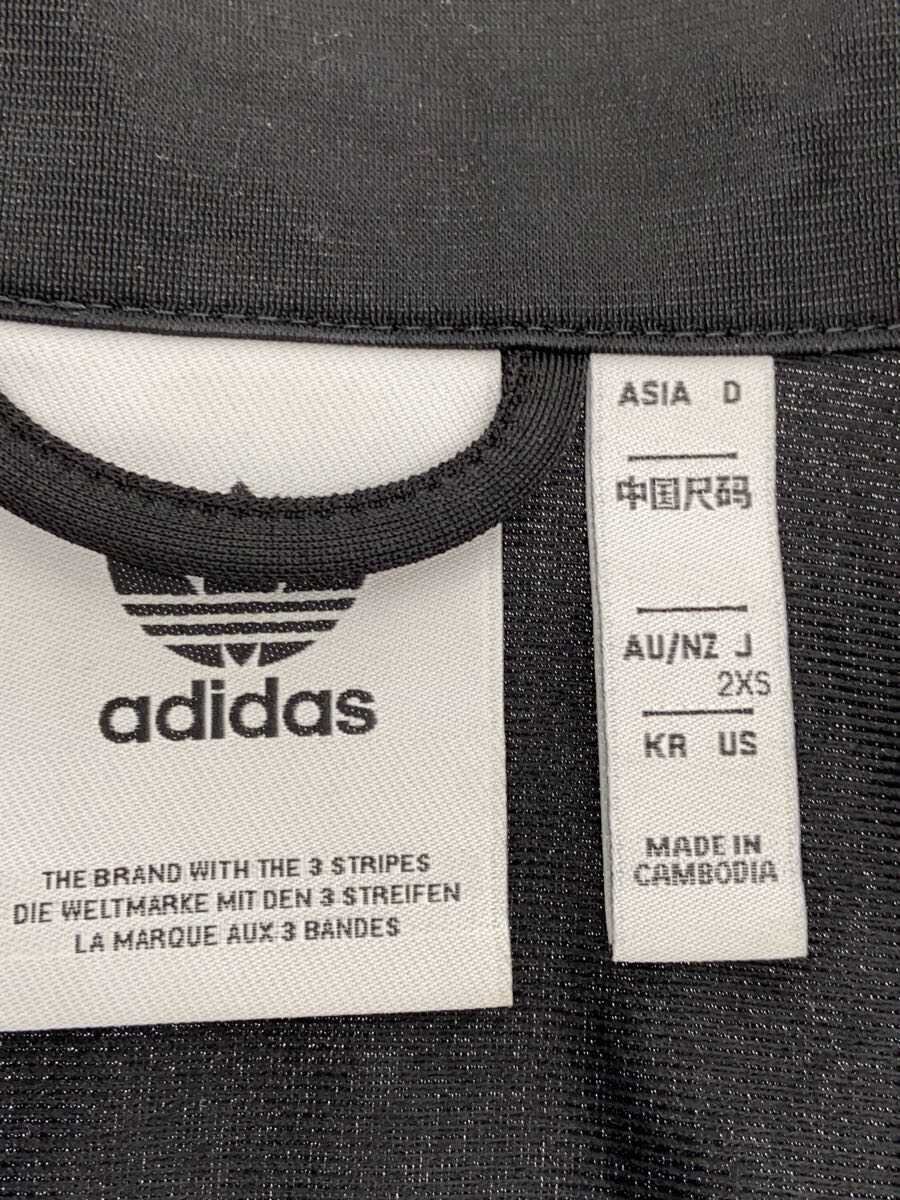 adidas
THE BRAND WITH THE 3 STRIPES
DIE WELTMARKE MIT DEN 3 STREIFEN
LA MARQUE AUX 3 BANDES
ASIA D
中国尺码
AU/NZ J
2XS
KR US
MADE IN
CAMBODIA